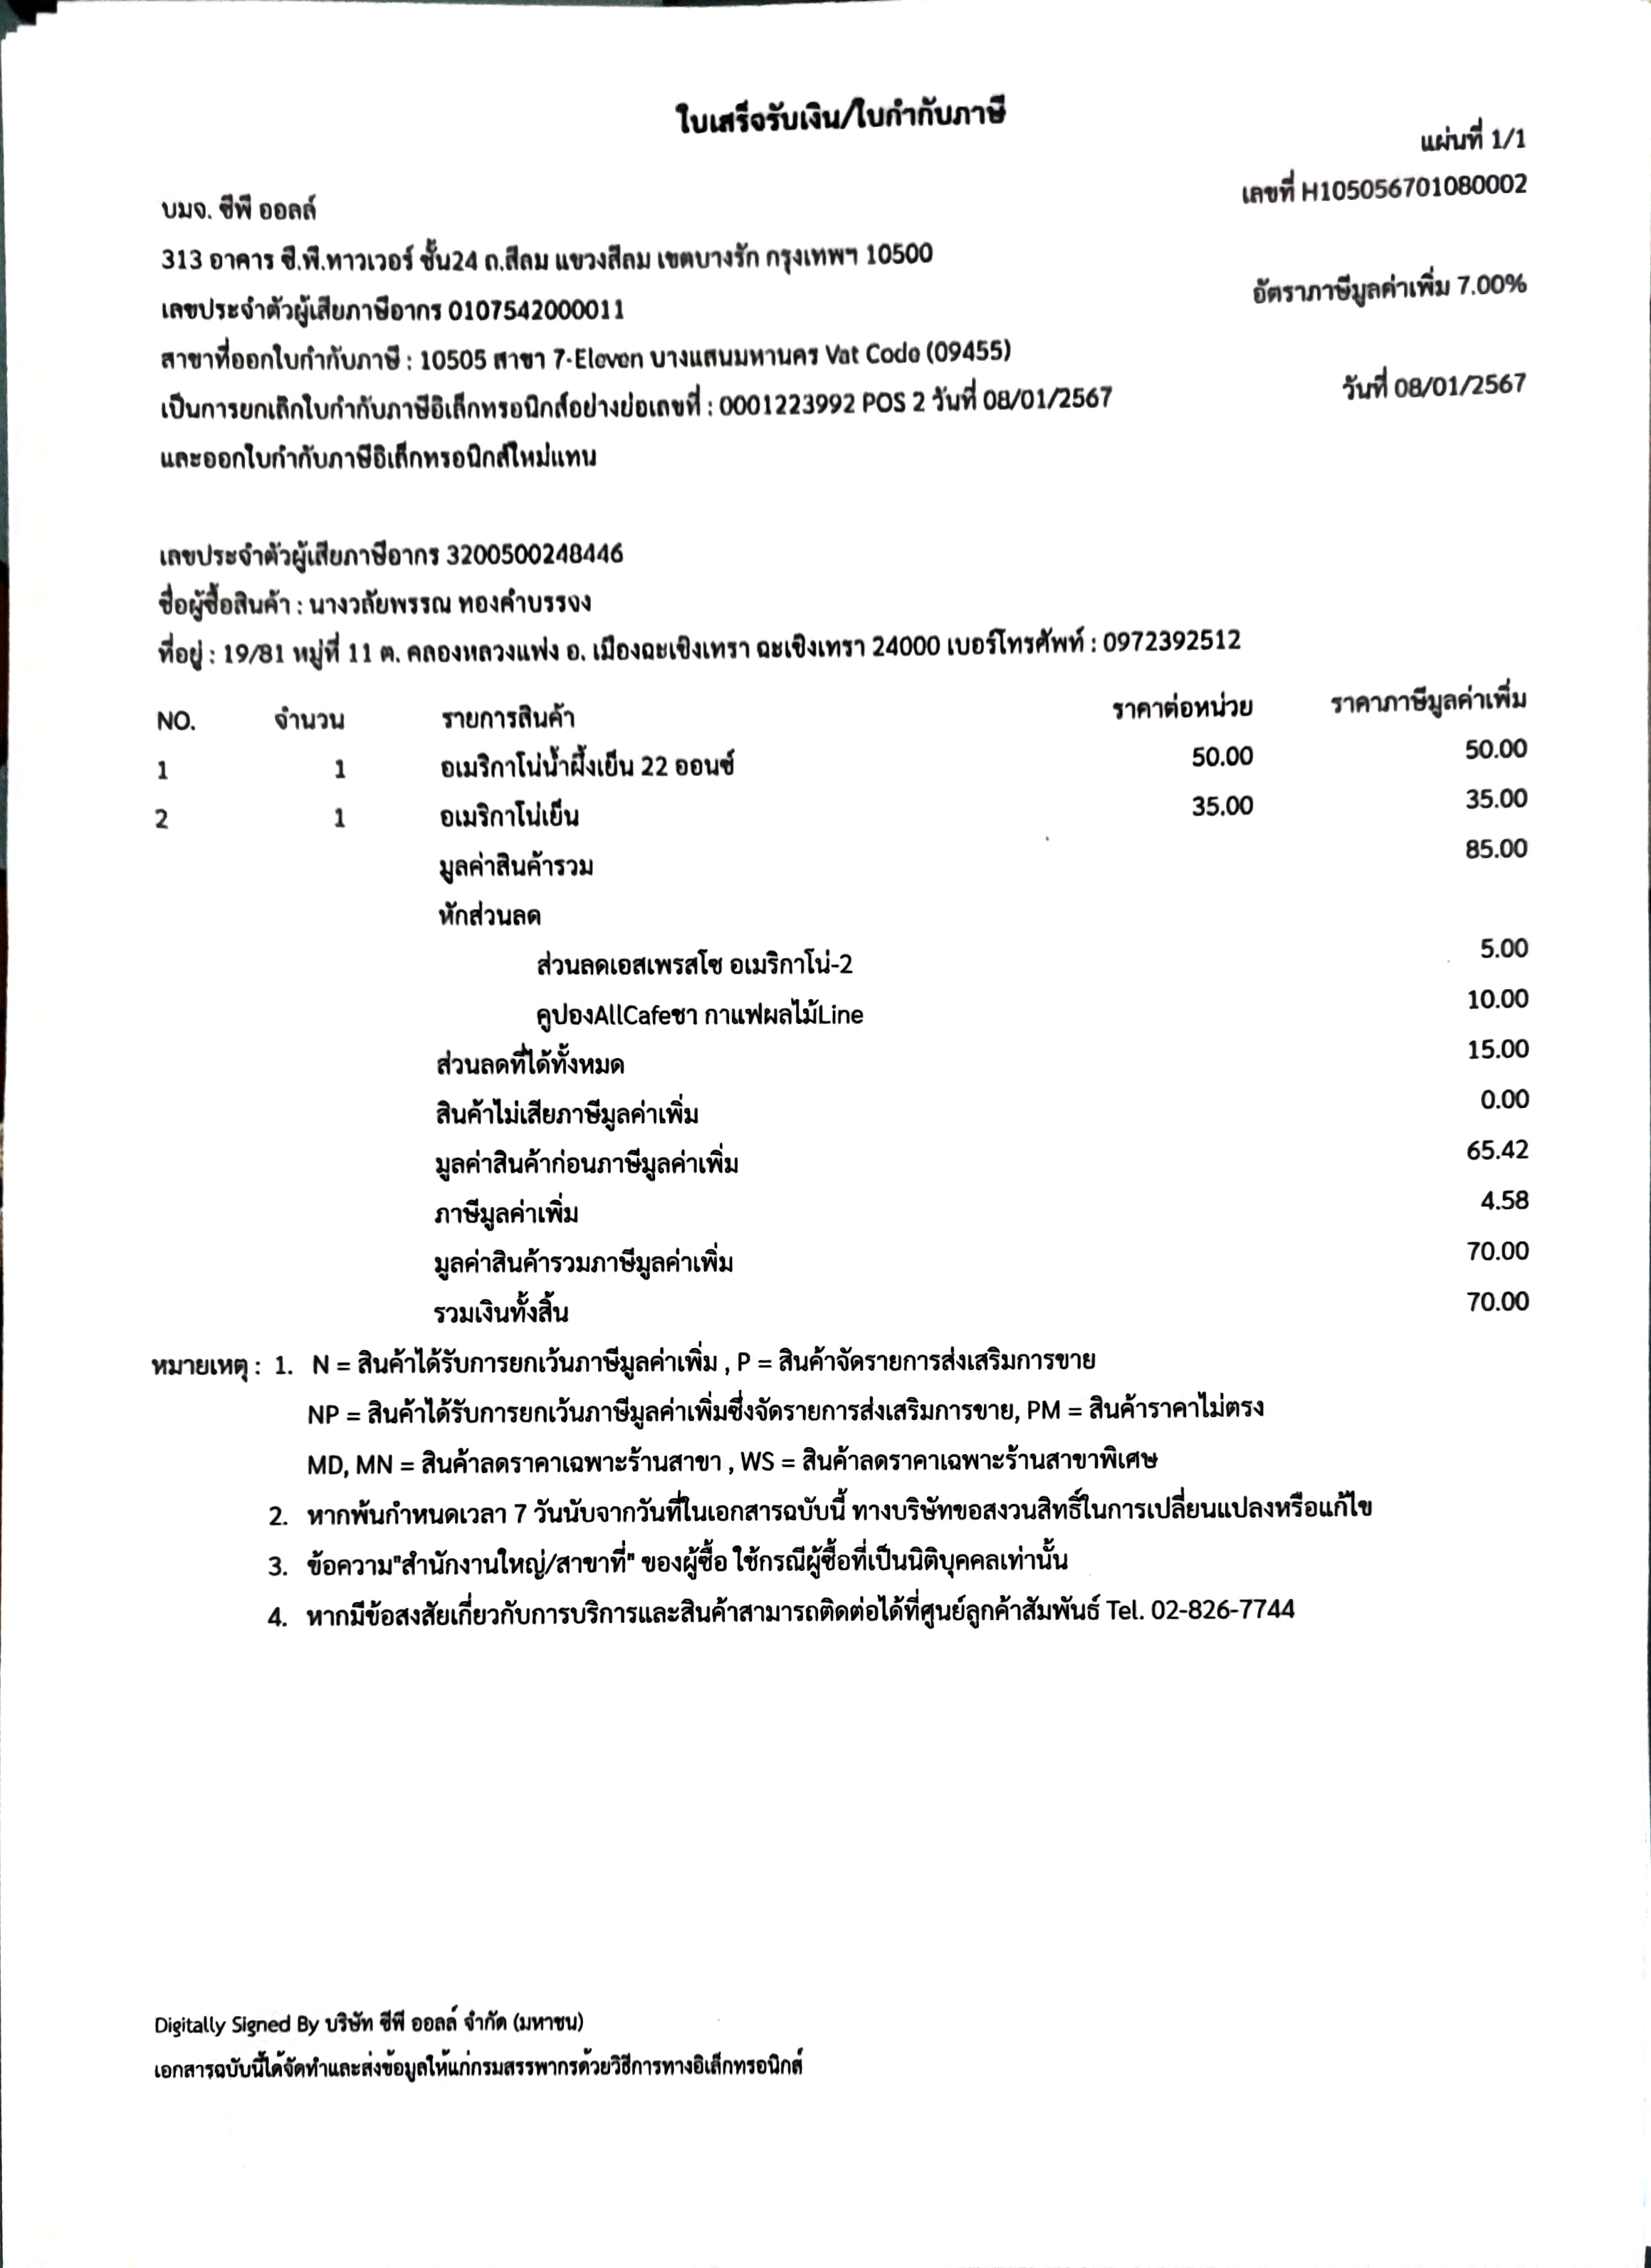 ใบเสร็จรับเงิน/ใบกำกับภาษี
แผ่นที่ 1/1
เลขที่ H105056701080002
บมจ. ซีพี ออลล์
313 อาคาร ซี.พี.ทาวเวอร์ ชั้น24 ถ.สีลม แขวงสีลม เขตบางรัก กรุงเทพฯ 10500
อัตราภาษีมูลค่าเพิ่ม 7.00%
เลขประจำตัวผู้เสียภาษีอากร 0107542000011
สาขาที่ออกใบกำกับภาษี : 10505 สาขา 7-Eleven บางแสนมหานคร Vat Code (09455)
วันที่ 08/01/2567
เป็นการยกเลิกใบกำกับภาษีอิเล็กทรอนิกส์อย่างย่อเลขที่ : 0001223992 POS 2 วันที่ 08/01/2567
และออกใบกำกับภาษีอิเล็กทรอนิกส์ใหม่แทน
เลขประจำตัวผู้เสียภาษีอากร 3200500248446
ชื่อผู้ซื้อสินค้า : นางวลัยพรรณ ทองคำบรรจง
ที่อยู่ : 19/81 หมู่ที่ 11 ต. คลองหลวงแพ่ง อ. เมืองฉะเชิงเทรา ฉะเชิงเทรา 24000 เบอร์โทรศัพท์ : 0972392512
NO. จำนวน รายการสินค้า ราคาต่อหน่วย ราคาภาษีมูลค่าเพิ่ม
1 1 อเมริกาโน่น้ำผึ้งเย็น 22 ออนซ์ 50.00 50.00
2 1 อเมริกาโน่เย็น 35.00 35.00
มูลค่าสินค้ารวม 85.00
หักส่วนลด
ส่วนลดเอสเพรสโซ อเมริกาโน่-2 5.00
คูปองAllCafeชา กาแฟผลไม้Line 10.00
ส่วนลดที่ได้ทั้งหมด 15.00
สินค้าไม่เสียภาษีมูลค่าเพิ่ม 0.00
มูลค่าสินค้าก่อนภาษีมูลค่าเพิ่ม 65.42
ภาษีมูลค่าเพิ่ม 4.58
มูลค่าสินค้ารวมภาษีมูลค่าเพิ่ม 70.00
รวมเงินทั้งสิ้น 70.00
หมายเหตุ : 1. N = สินค้าได้รับการยกเว้นภาษีมูลค่าเพิ่ม , P = สินค้าจัดรายการส่งเสริมการขาย
NP = สินค้าได้รับการยกเว้นภาษีมูลค่าเพิ่มซึ่งจัดรายการส่งเสริมการขาย, PM = สินค้าราคาไม่ตรง
MD, MN = สินค้าลดราคาเฉพาะร้านสาขา , WS = สินค้าลดราคาเฉพาะร้านสาขาพิเศษ
2. หากพ้นกำหนดเวลา 7 วันนับจากวันที่ในเอกสารฉบับนี้ ทางบริษัทขอสงวนสิทธิ์ในการเปลี่ยนแปลงหรือแก้ไข
3. ข้อความ"สำนักงานใหญ่/สาขาที่" ของผู้ซื้อ ใช้กรณีผู้ซื้อที่เป็นนิติบุคคลเท่านั้น
4. หากมีข้อสงสัยเกี่ยวกับการบริการและสินค้าสามารถติดต่อได้ที่ศูนย์ลูกค้าสัมพันธ์ Tel. 02-826-7744
Digitally Signed By บริษัท ซีพี ออลล์ จำกัด (มหาชน)
เอกสารฉบับนี้ได้จัดทำและส่งข้อมูลให้แก่กรมสรรพากรด้วยวิธีการทางอิเล็กทรอนิกส์